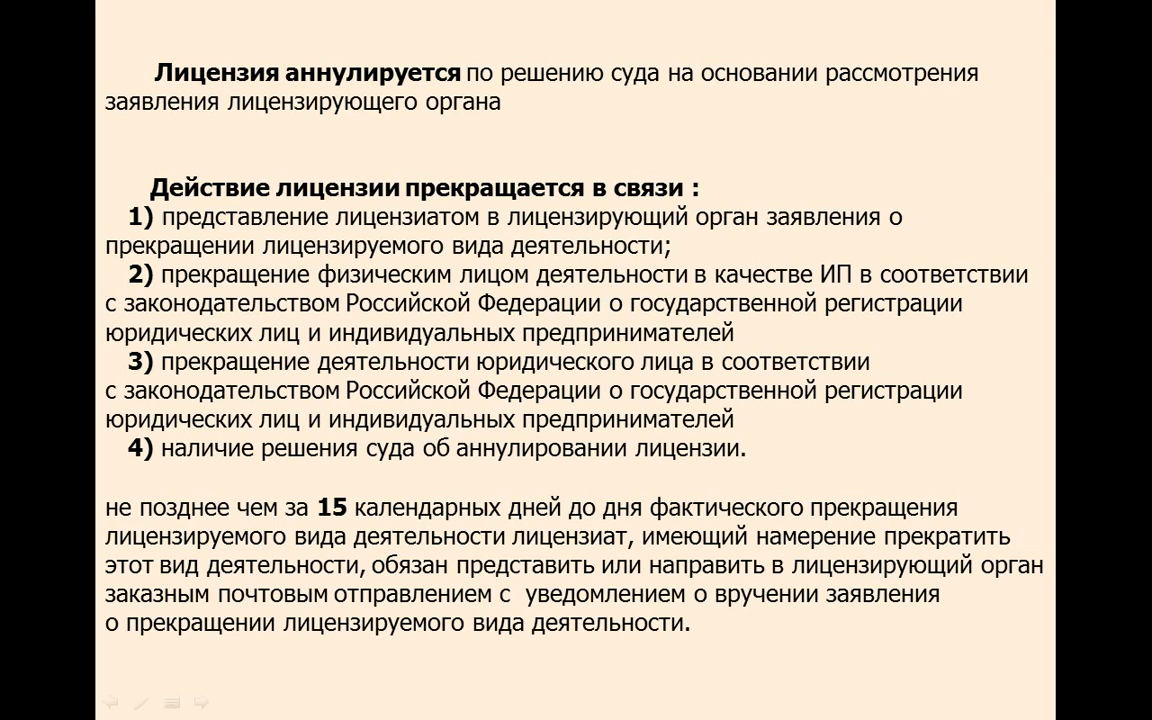 Лицензия аннулируется по решению суда на основании рассмотрения
заявления лицензирующего органа
Действие лицензии прекращается в связи :
1) представление лицензиатом в лицензирующий орган заявления о
прекращении лицензируемого вида деятельности;
2) прекращение физическим лицом деятельности в качестве ИП в соответствии
с законодательством Российской Федерации о государственной регистрации
юридических лиц и индивидуальных предпринимателей
3) прекращение деятельности юридического лица в соответствии
с законодательством Российской Федерации о государственной регистрации
юридических лиц и индивидуальных предпринимателей
4) наличие решения суда об аннулировании лицензии.
не позднее чем за 15 календарных дней до дня фактического прекращения
лицензируемого вида деятельности лицензиат, имеющий намерение прекратить
этот вид деятельности, обязан представить или направить в лицензирующий орган
заказным почтовым отправлением с уведомлением о вручении заявления
о прекращении лицензируемого вида деятельности.